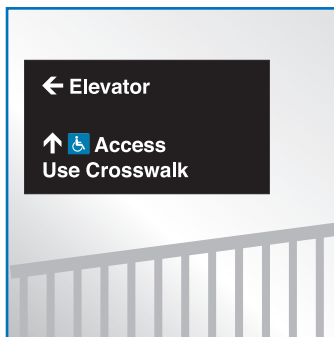 ← Elevator
↑ ♿ Access
Use Crosswalk